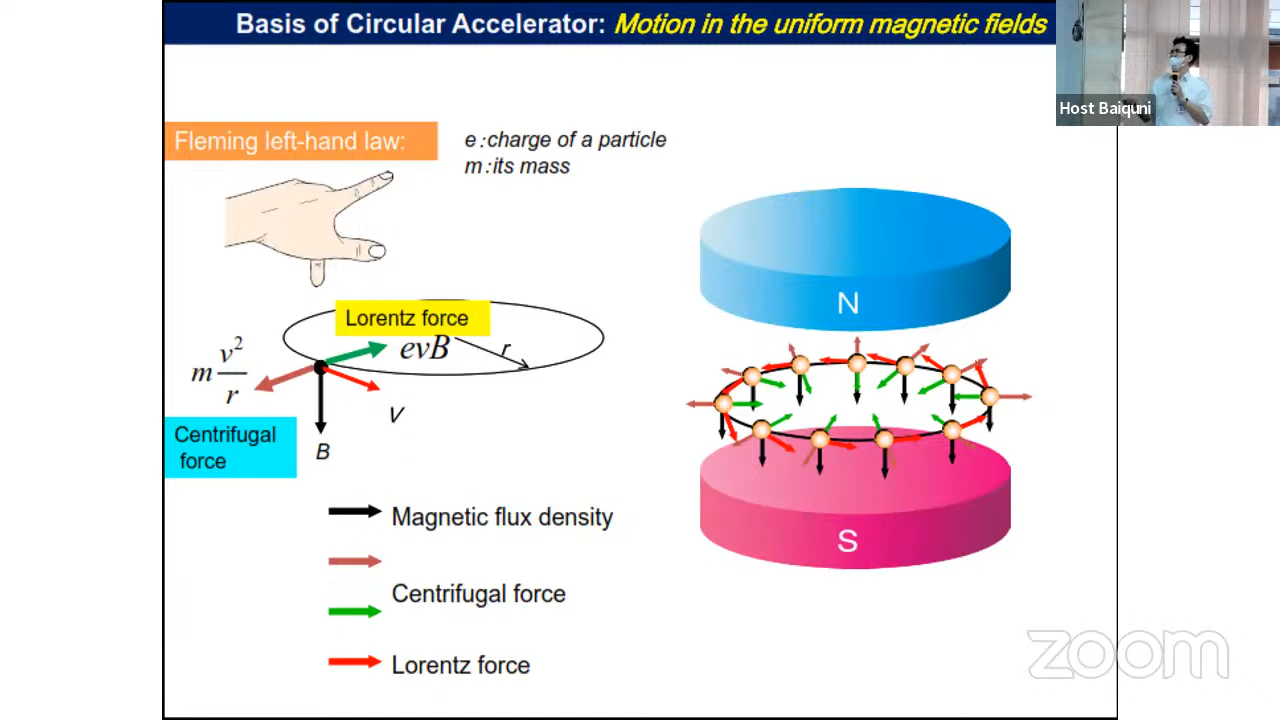 Basis of Circular Accelerator: Motion in the uniform magnetic fields
Host Baiquni
Fleming left-hand law:
e:charge of a particle
m:its mass
Lorentz force
evB
r
m v²/r
V
Centrifugal
force
B
Magnetic flux density
Centrifugal force
Lorentz force
N
S
zoom